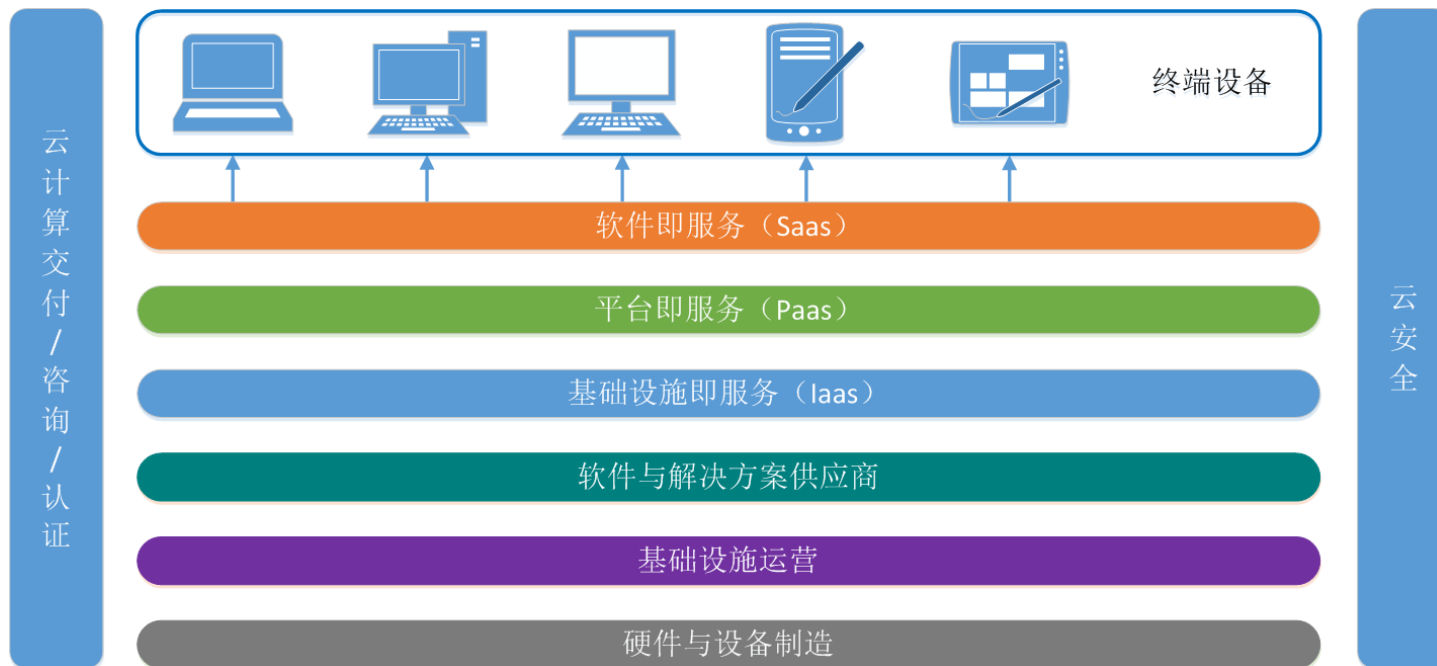 云计算交付/咨询/认证
终端设备
软件即服务（Saas）
平台即服务（Paas）
基础设施即服务（Iaas）
软件与解决方案供应商
基础设施运营
硬件与设备制造
云安全